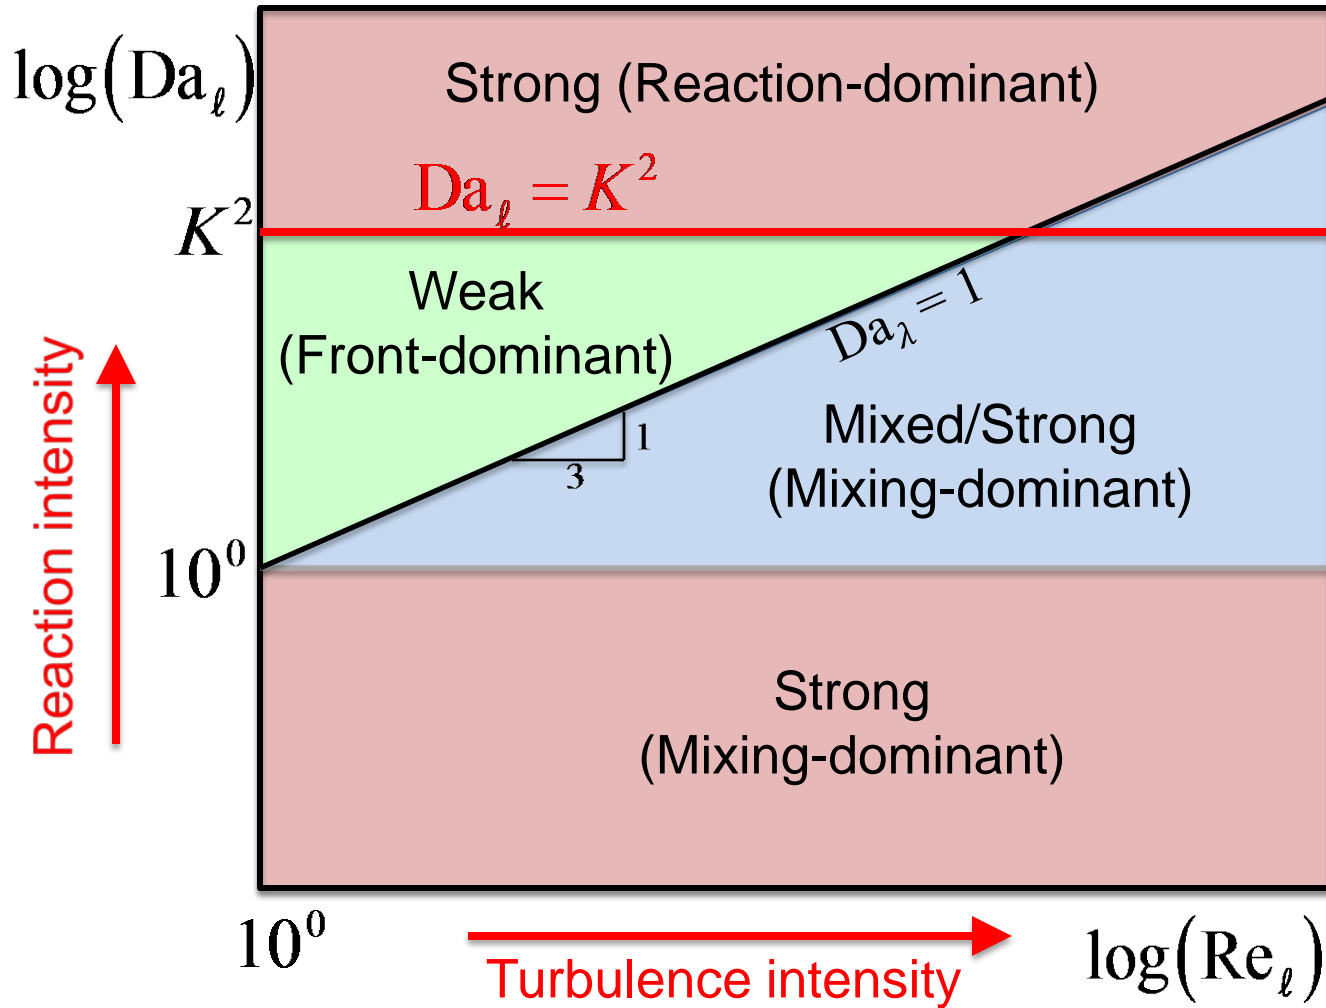 log(Da_ℓ)
Strong (Reaction-dominant)
Da_ℓ = K²
K²
Weak
(Front-dominant)
Da_λ = 1
Reaction intensity
1
3
Mixed/Strong
(Mixing-dominant)
10⁰
Strong
(Mixing-dominant)
10⁰
Turbulence intensity
log(Re_ℓ)